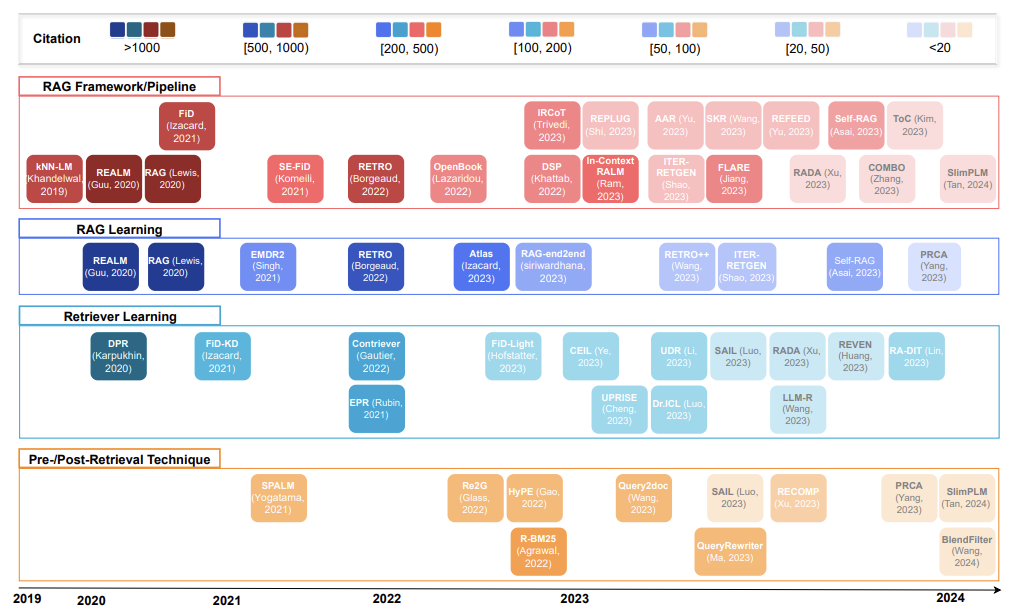 Citation
>1000
[500, 1000)
[200, 500)
[100, 200)
[50, 100)
[20, 50)
<20
RAG Framework/Pipeline
FiD
(Izacard,
2021)
IRCoT
(Trivedi,
2023)
REPLUG
(Shi, 2023)
AAR (Yu,
2023)
SKR (Wang,
2023)
REFEED
(Yu, 2023)
Self-RAG
(Asai, 2023)
ToC (Kim,
2023)
kNN-LM
(Khandelwal,
2019)
REALM
(Guu, 2020)
RAG (Lewis,
2020)
SE-FiD
(Komeili,
2021)
RETRO
(Borgeaud,
2022)
OpenBook
(Lazaridou,
2022)
DSP
(Khattab,
2022)
In-Context
RALM
(Ram,
2023)
ITER-
RETGEN
(Shao,
2023)
FLARE
(Jiang,
2023)
RADA (Xu,
2023)
COMBO
(Zhang,
2023)
SlimPLM
(Tan, 2024)
RAG Learning
REALM
(Guu, 2020)
RAG (Lewis,
2020)
EMDR2
(Singh,
2021)
RETRO
(Borgeaud,
2022)
Atlas
(Izacard,
2023)
RAG-end2end
(siriwardhana,
2023)
RETRO++
(Wang,
2023)
ITER-
RETGEN
(Shao, 2023)
Self-RAG
(Asai, 2023)
PRCA
(Yang,
2023)
Retriever Learning
DPR
(Karpukhin,
2020)
FiD-KD
(Izacard,
2021)
Contriever
(Gautier,
2022)
FiD-Light
(Hofstatter,
2023)
CEIL (Ye,
2023)
UDR (Li,
2023)
SAIL (Luo,
2023)
RADA (Xu,
2023)
REVEN
(Huang,
2023)
RA-DIT (Lin,
2023)
EPR (Rubin,
2021)
UPRISE
(Cheng,
2023)
Dr.ICL (Luo,
2023)
LLM-R
(Wang,
2023)
Pre-/Post-Retrieval Technique
SPALM
(Yogatama,
2021)
Re2G
(Glass,
2022)
HyPE (Gao,
2022)
Query2doc
(Wang,
2023)
SAIL (Luo,
2023)
RECOMP
(Xu, 2023)
PRCA
(Yang,
2023)
SlimPLM
(Tan, 2024)
R-BM25
(Agrawal,
2022)
QueryRewriter
(Ma, 2023)
BlendFilter
(Wang,
2024)
2019
2020
2021
2022
2023
2024